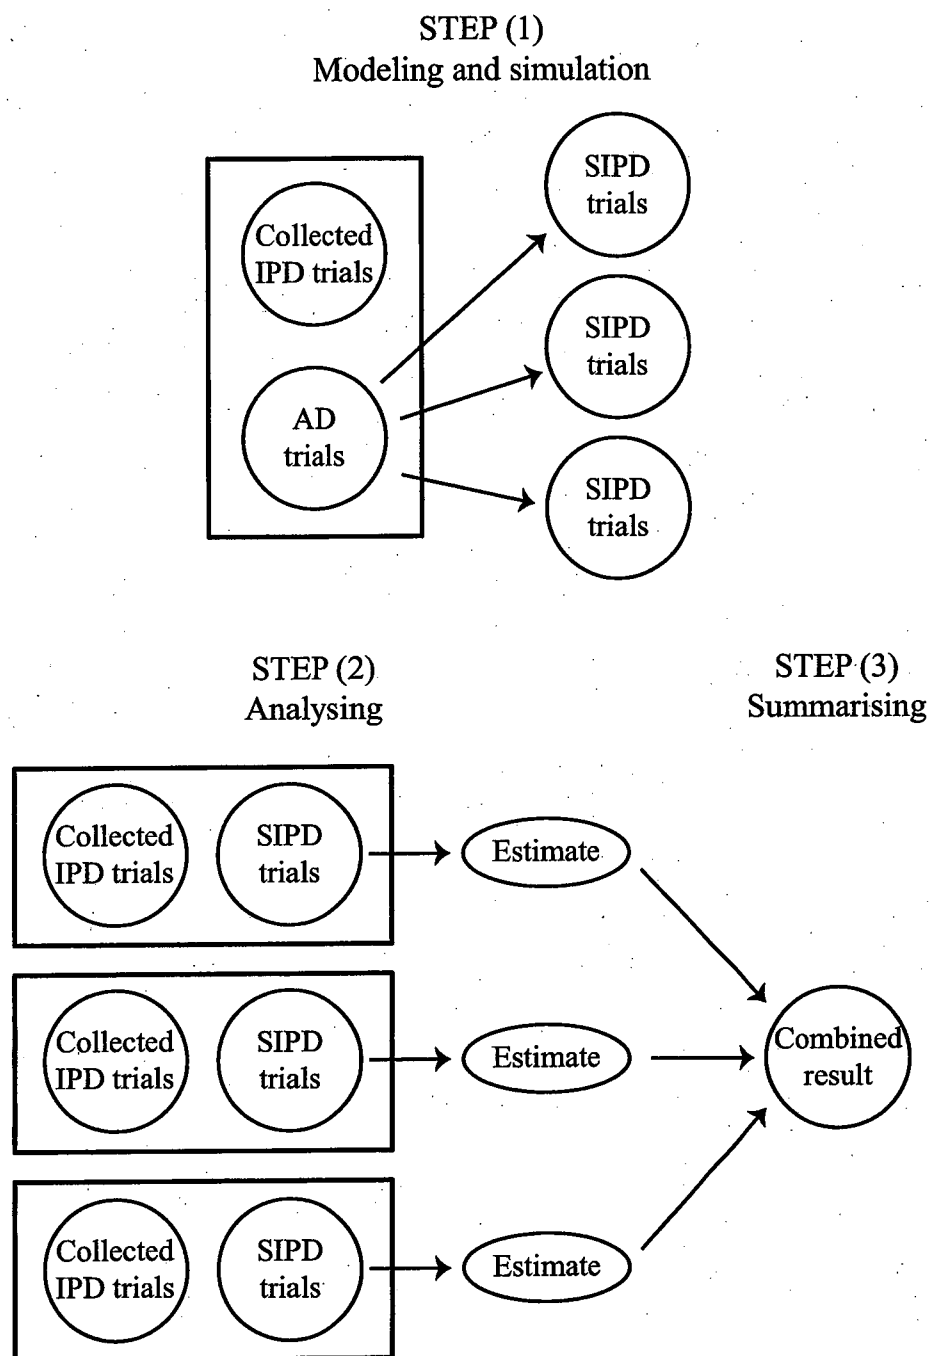 STEP (1)
Modeling and simulation
SIPD
trials
Collected
IPD trials
SIPD
trials
AD
trials
SIPD
trials
STEP (2)
Analysing
STEP (3)
Summarising
Collected
IPD trials
SIPD
trials
Estimate
Collected
IPD trials
SIPD
trials
Estimate
Combined
result
Collected
IPD trials
SIPD
trials
Estimate